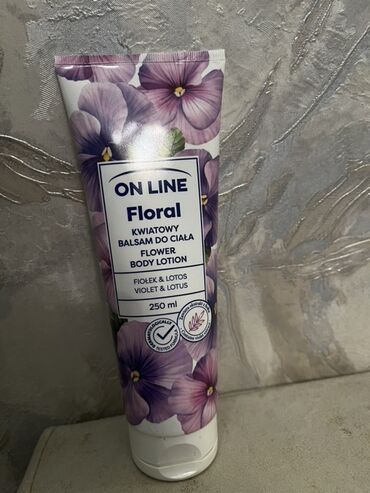 ON LINE
Floral
KWIATOWY
BALSAM DO CIAŁA
FLOWER
BODY LOTION
FIOŁEK & LOTOS
VIOLET & LOTUS
250 ml